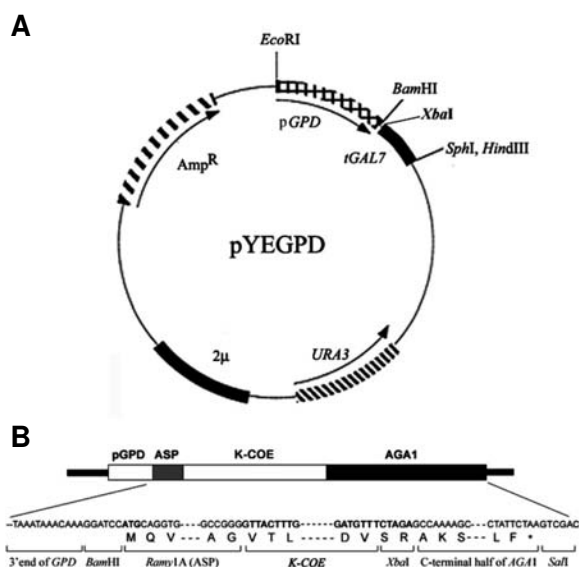 A
EcoRI
BamHI
XbaI
pGPD
tGAL7
SphI, HindIII
AmpR
pYEGPD
2μ
URA3
B
pGPD ASP K-COE AGA1
--TAAATAAACAAAGGATCCATGCAGGTG----GCCGGGGTTACTTTG------GATGTTTCTAGAGCCAAAAGC----CTATTCTAAGTCGAC
M Q V ---- A G V T L ---- D V S R A K S --- L F *
3'end of GPD BamHI Ramy1A (ASP) K-COE XbaI C-terminal half of AGA1 SalI